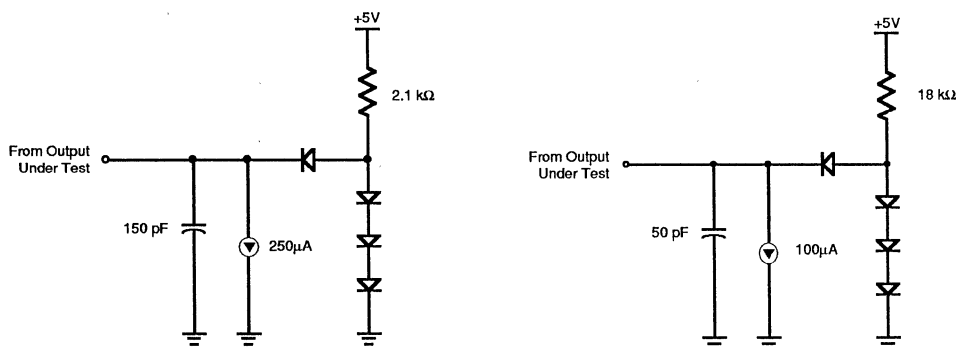 +5V
2.1 kΩ
From Output
Under Test
150 pF
250µA
+5V
18 kΩ
From Output
Under Test
50 pF
100µA